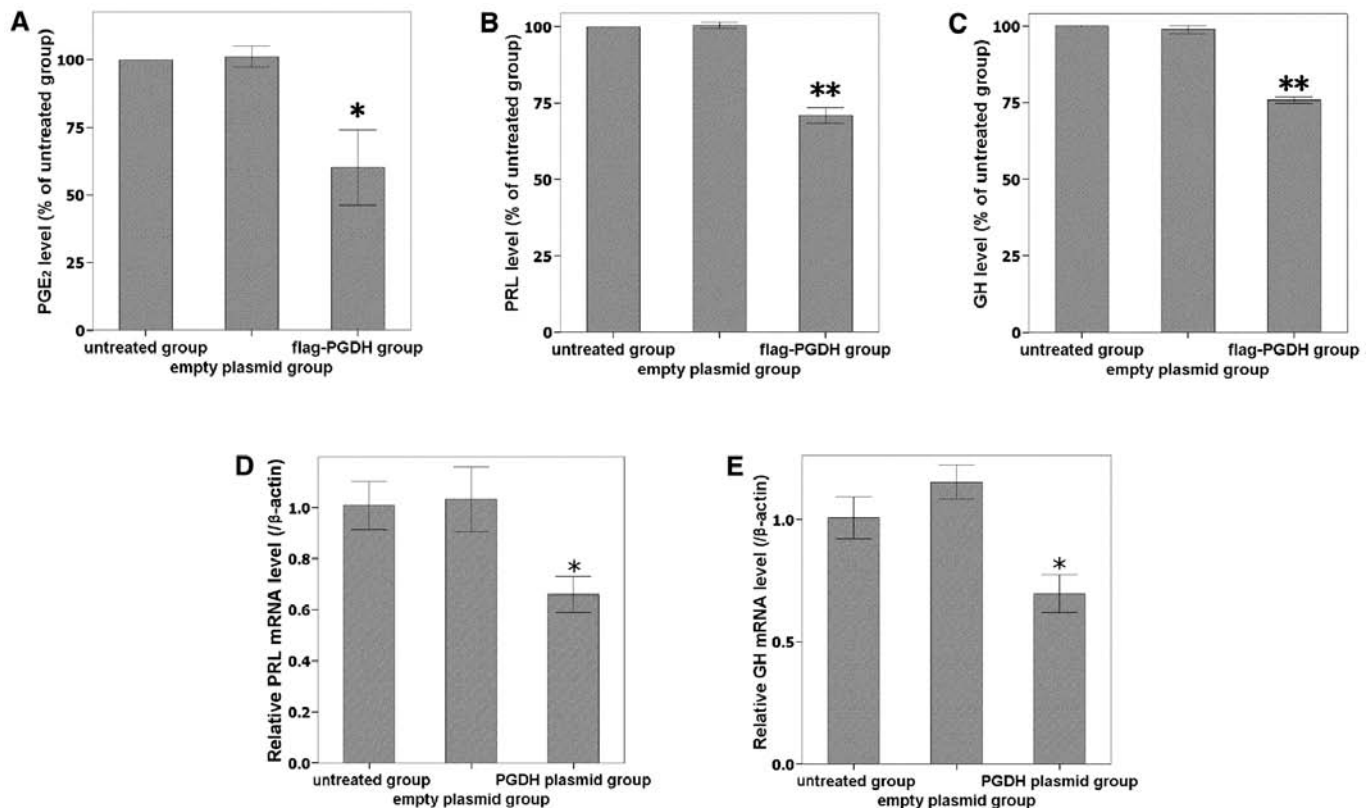 A
PGE₂ level (% of untreated group)
100
75
50
25
0
*
untreated group
flag-PGDH group
empty plasmid group
B
PRL level (% of untreated group)
100
75
50
25
0
**
untreated group
flag-PGDH group
empty plasmid group
C
GH level (% of untreated group)
100
75
50
25
0
**
untreated group
flag-PGDH group
empty plasmid group
D
Relative PRL mRNA level (/β-actin)
1.0
0.8
0.6
0.4
0.2
0.0
*
untreated group
PGDH plasmid group
empty plasmid group
E
Relative GH mRNA level (/β-actin)
1.0
0.5
0.0
*
untreated group
PGDH plasmid group
empty plasmid group